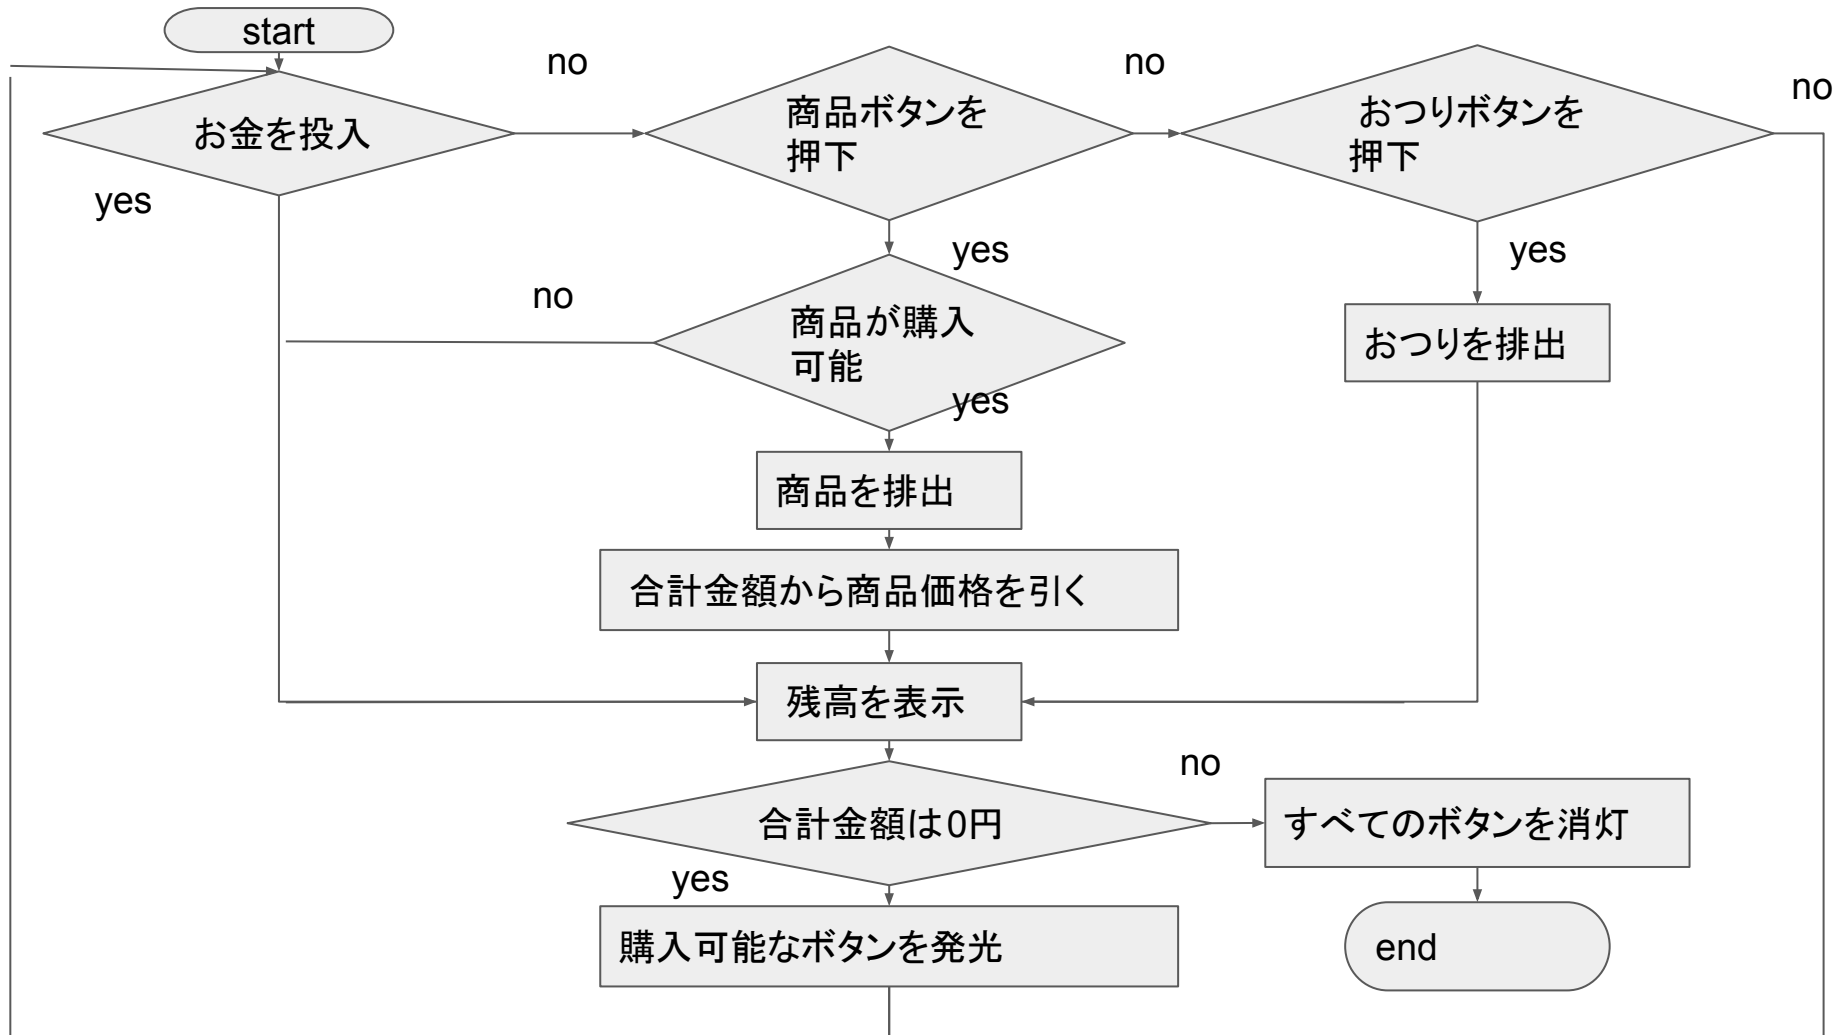 start
no
no
no
お金を投入
商品ボタンを
押下
おつりボタンを
押下
yes
yes
yes
no
商品が購入
可能
おつりを排出
yes
商品を排出
合計金額から商品価格を引く
残高を表示
no
合計金額は0円
すべてのボタンを消灯
yes
購入可能なボタンを発光
end